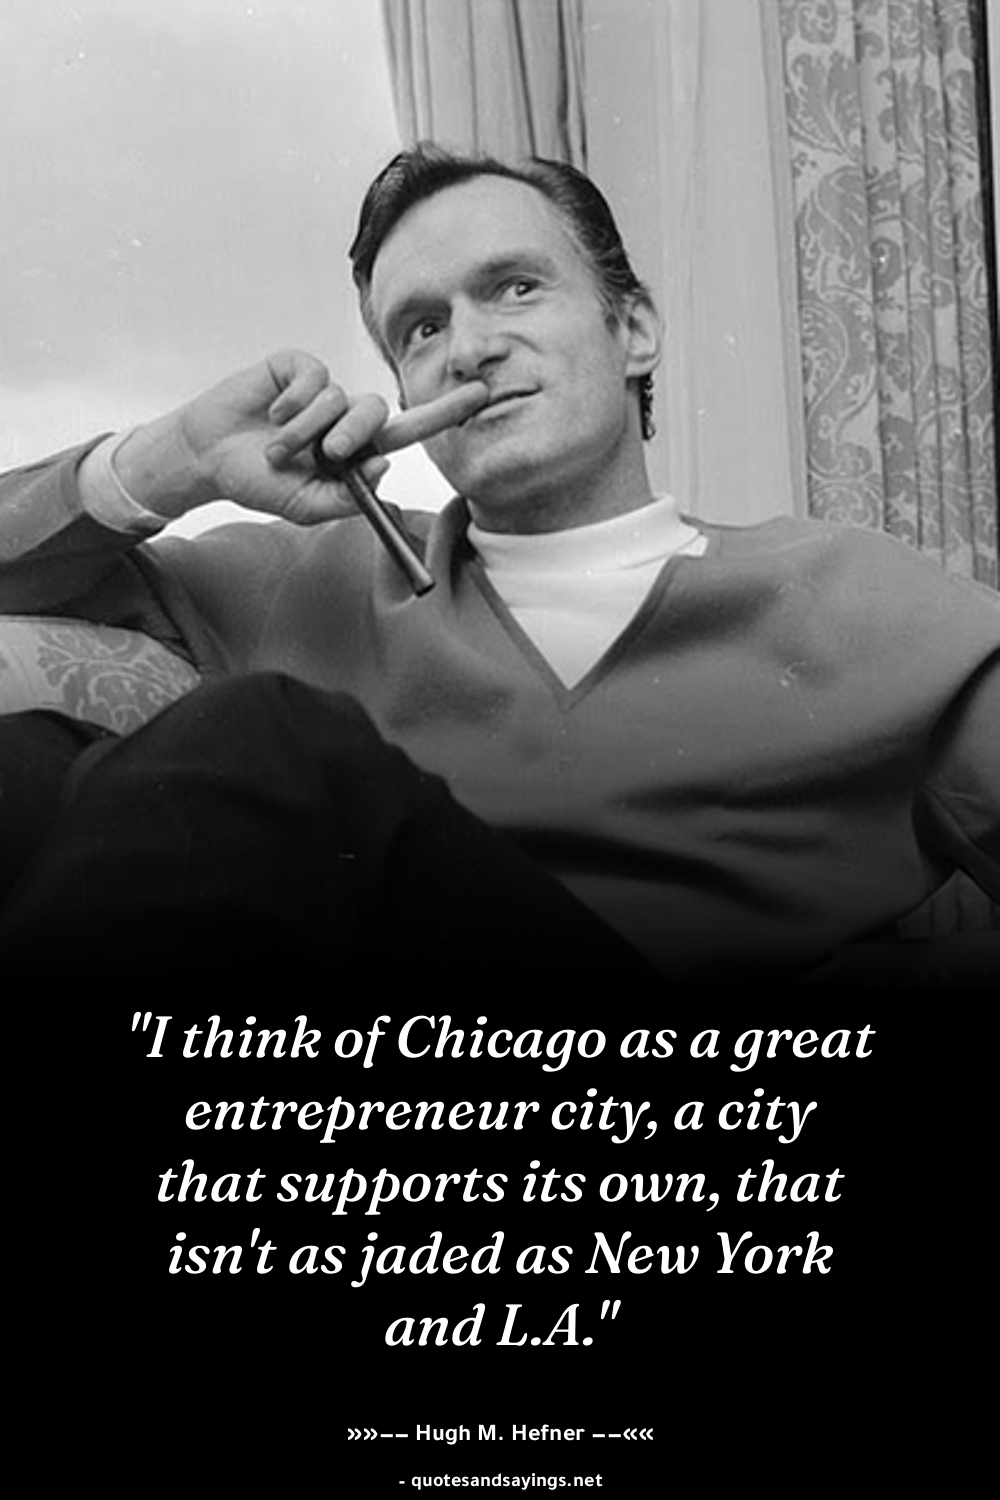 "I think of Chicago as a great
entrepreneur city, a city
that supports its own, that
isn't as jaded as New York
and L.A."
»»–– Hugh M. Hefner ––««
- quotesandsayings.net